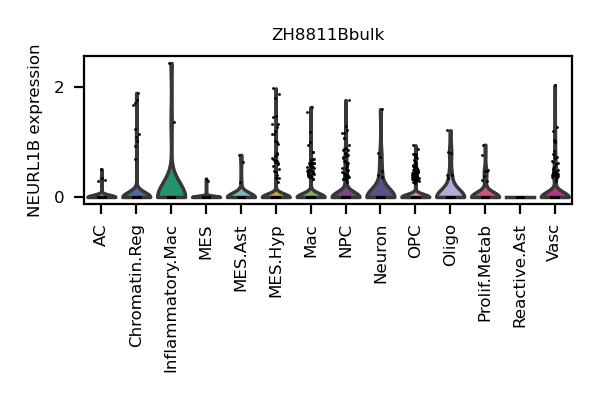 ZH8811Bbulk
NEURL1B expression
2
0
AC
Chromatin.Reg
Inflammatory.Mac
MES
MES.Ast
MES.Hyp
Mac
NPC
Neuron
OPC
Oligo
Prolif.Metab
Reactive.Ast
Vasc